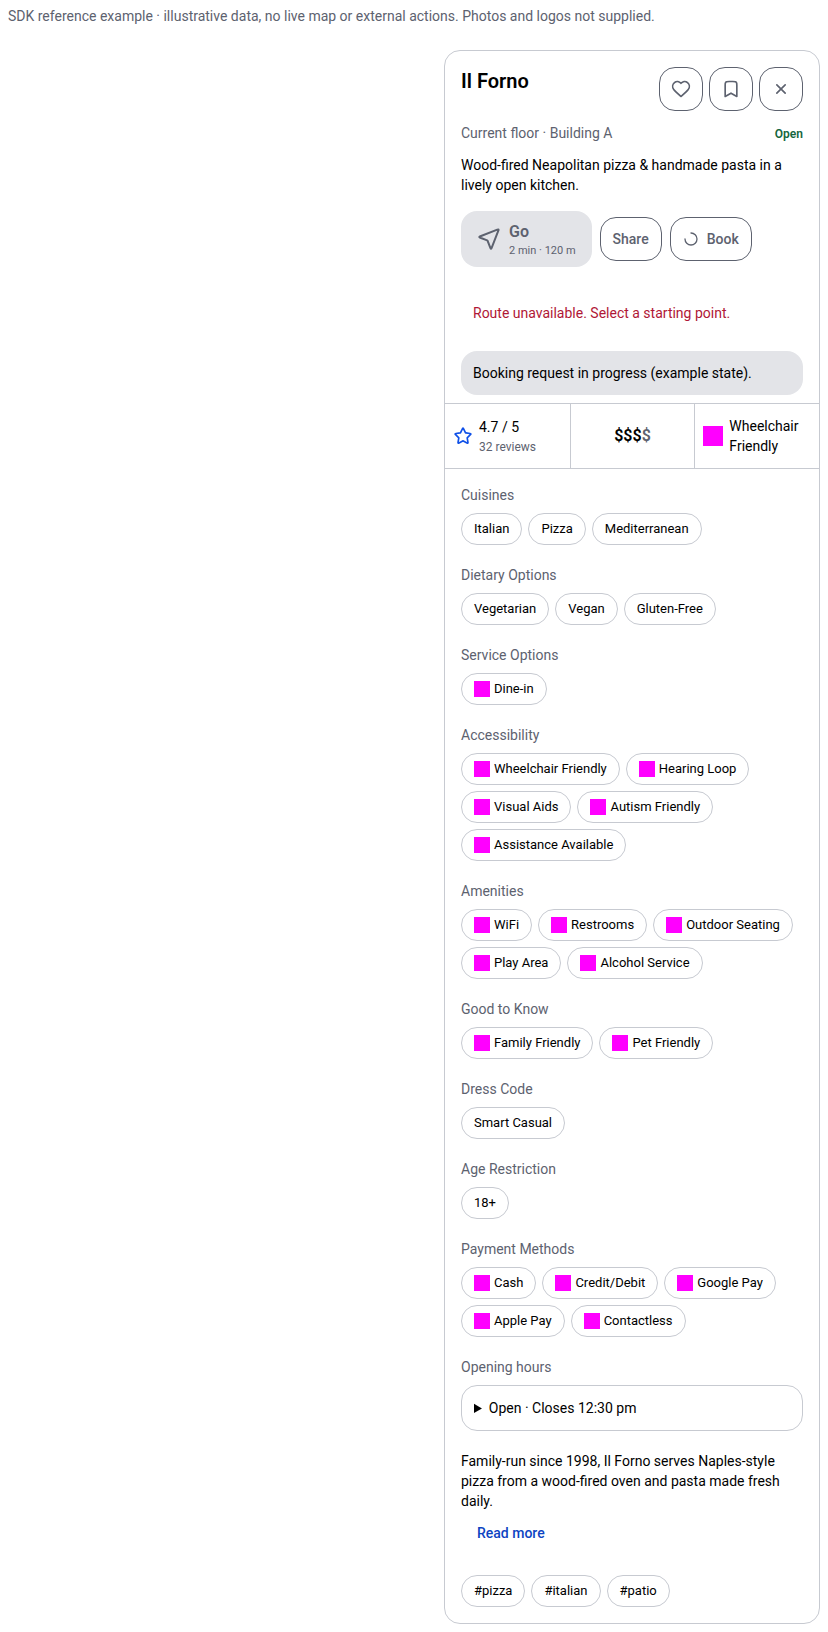 SDK reference example · illustrative data, no live map or external actions. Photos and logos not supplied.
Il Forno
Current floor · Building A
Open
Wood-fired Neapolitan pizza & handmade pasta in a
lively open kitchen.
Go
2 min · 120 m
Share
Book
Route unavailable. Select a starting point.
Booking request in progress (example state).
4.7 / 5
32 reviews
$$$$
Wheelchair
Friendly
Cuisines
Italian
Pizza
Mediterranean
Dietary Options
Vegetarian
Vegan
Gluten-Free
Service Options
Dine-in
Accessibility
Wheelchair Friendly
Hearing Loop
Visual Aids
Autism Friendly
Assistance Available
Amenities
WiFi
Restrooms
Outdoor Seating
Play Area
Alcohol Service
Good to Know
Family Friendly
Pet Friendly
Dress Code
Smart Casual
Age Restriction
18+
Payment Methods
Cash
Credit/Debit
Google Pay
Apple Pay
Contactless
Opening hours
Open · Closes 12:30 pm
Family-run since 1998, Il Forno serves Naples-style
pizza from a wood-fired oven and pasta made fresh
daily.
Read more
#pizza
#italian
#patio